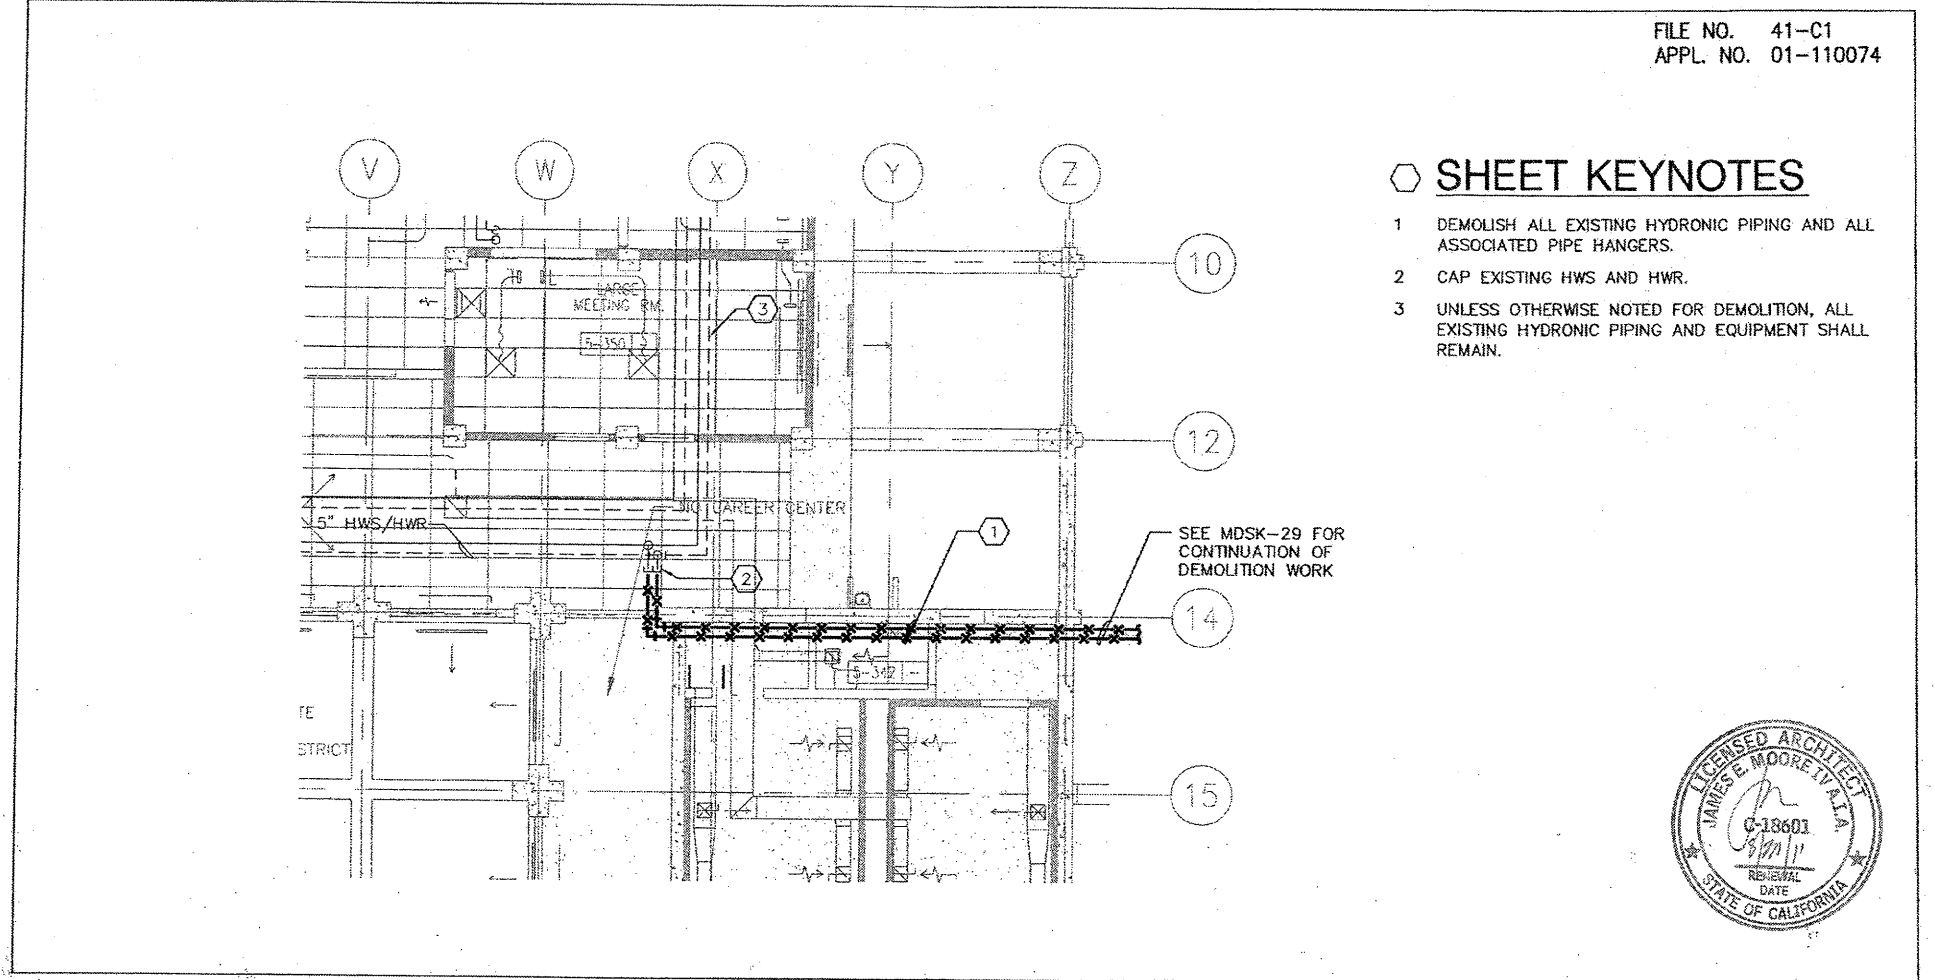 FILE NO. 41-C1
APPL. NO. 01-110074
V W X Y Z
SHEET KEYNOTES
1 DEMOLISH ALL EXISTING HYDRONIC PIPING AND ALL
ASSOCIATED PIPE HANGERS.
2 CAP EXISTING HWS AND HWR.
3 UNLESS OTHERWISE NOTED FOR DEMOLITION, ALL
EXISTING HYDRONIC PIPING AND EQUIPMENT SHALL
REMAIN.
10
LARGE
MEETING RM.
3
5-350
12
CAREER CENTER
5" HWS/HWR
1
SEE MDSK-29 FOR
CONTINUATION OF
DEMOLITION WORK
2
14
5-342 -
TE
STRICT
15
LICENSED ARCHITECT
JAMES E. MOORE IV A.I.A.
C-18601
RENEWAL
DATE
STATE OF CALIFORNIA